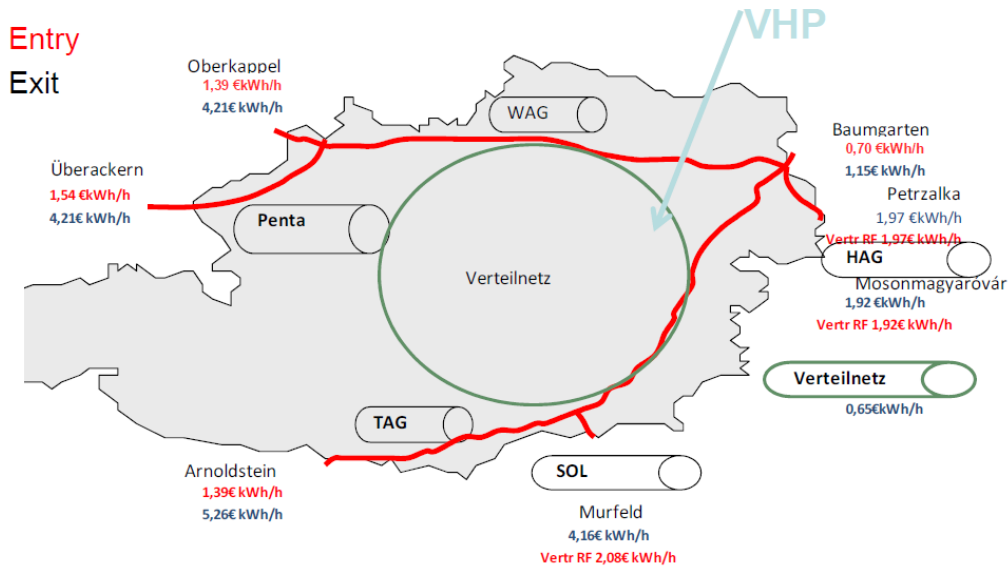 VHP
Entry
Exit
Oberkappel
1,39 €kWh/h
4,21€ kWh/h
WAG
Baumgarten
0,70 €kWh/h
1,15€ kWh/h
Überackern
1,54 €kWh/h
4,21€ kWh/h
Petrzalka
1,97 €kWh/h
Vertr RF 1,97€ kWh/h
Penta
HAG
Verteilnetz
Mosonmagyaróvár
1,92€ kWh/h
Vertr RF 1,92€ kWh/h
Verteilnetz
0,65€kWh/h
TAG
Arnoldstein
1,39€ kWh/h
5,26€ kWh/h
SOL
Murfeld
4,16€ kWh/h
Vertr RF 2,08€ kWh/h